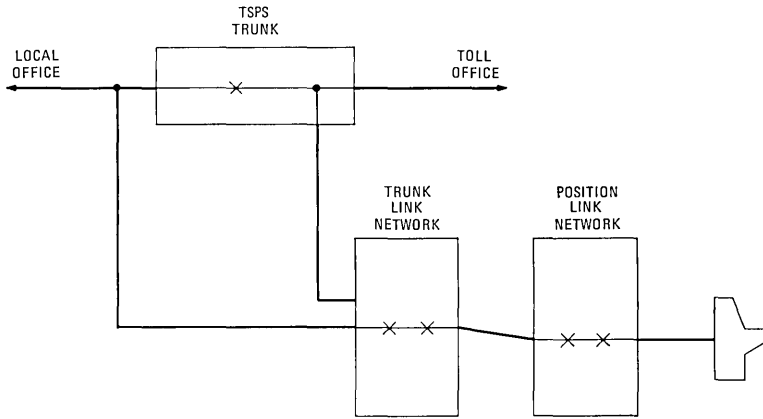 TSPS
TRUNK
LOCAL
OFFICE
TOLL
OFFICE
TRUNK
LINK
NETWORK
POSITION
LINK
NETWORK